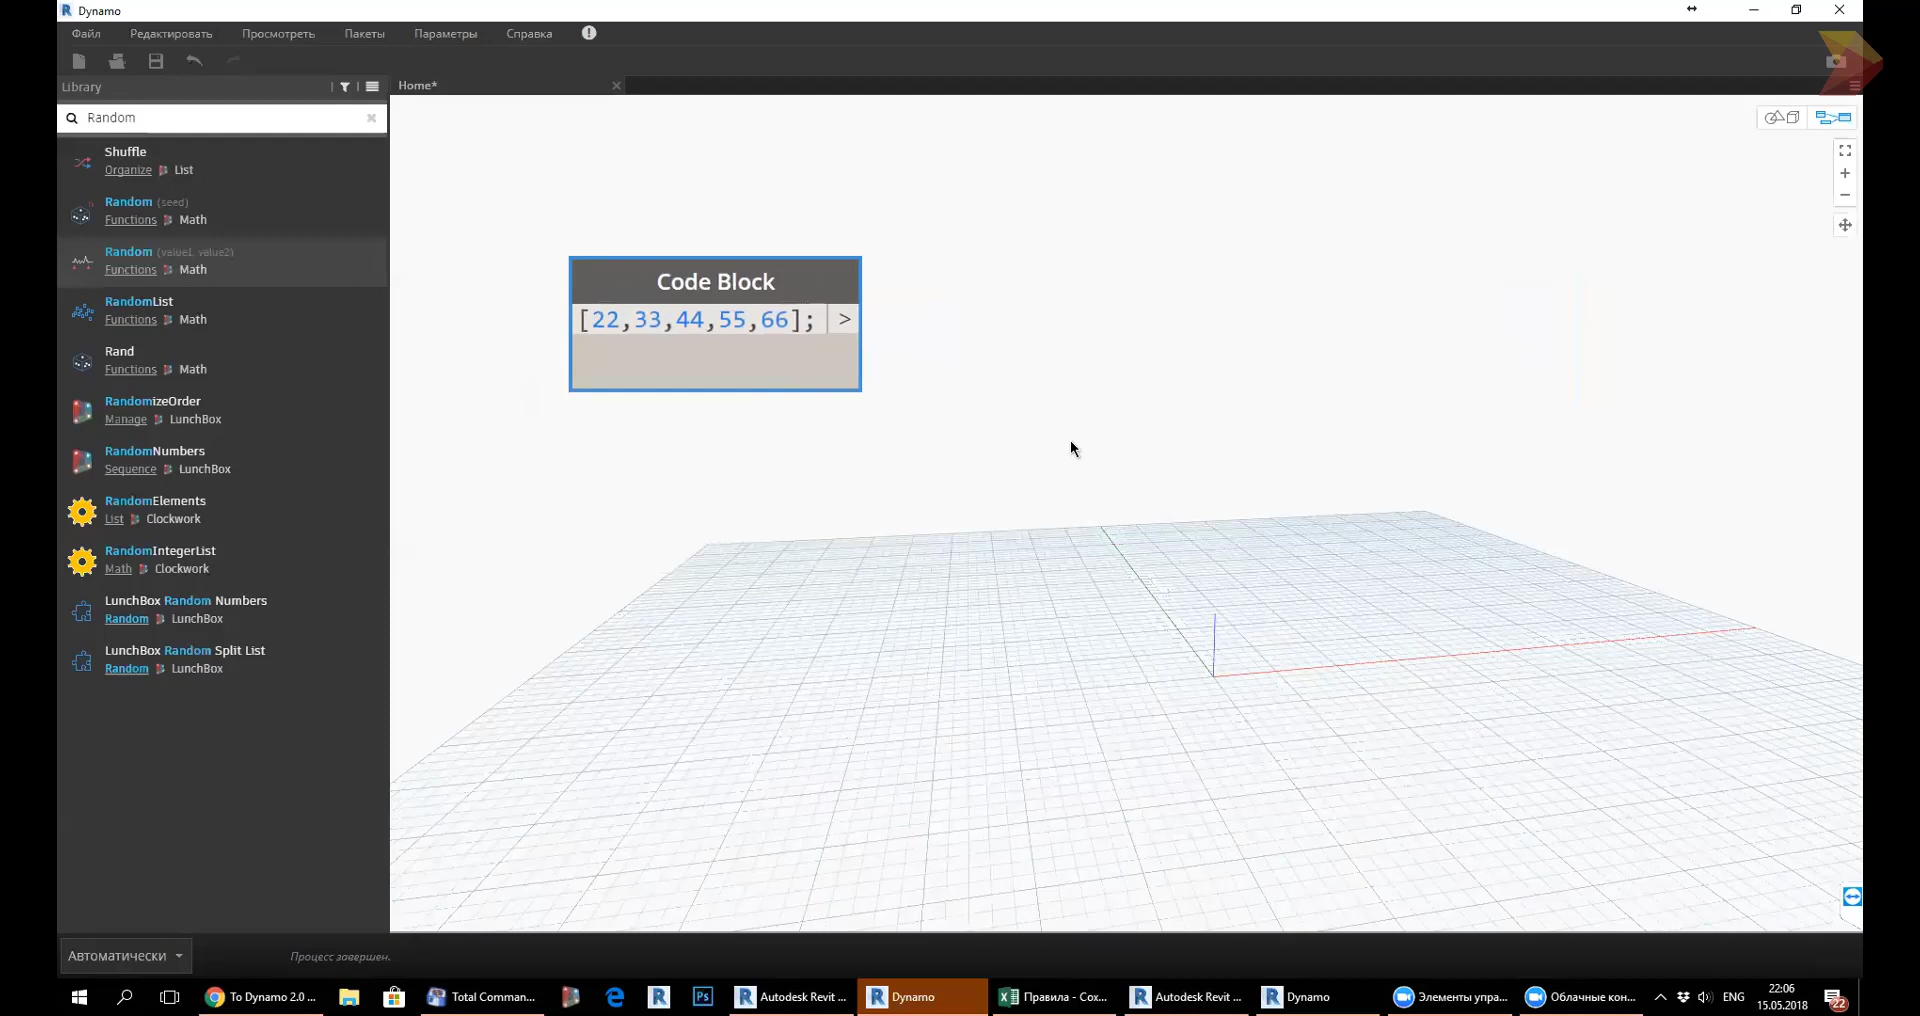 Dynamo
Файл Редактировать Просмотреть Пакеты Параметры Справка
Library
Home*
Random
Shuffle
Organize List
Random (seed)
Functions Math
Random (value1, value2)
Functions Math
RandomList
Functions Math
Rand
Functions Math
RandomizeOrder
Manage LunchBox
RandomNumbers
Sequence LunchBox
RandomElements
List Clockwork
RandomIntegerList
Math Clockwork
LunchBox Random Numbers
Random LunchBox
LunchBox Random Split List
Random LunchBox
Code Block
[22,33,44,55,66]; >
Автоматически
Процесс завершен.
To Dynamo 2.0 ...
Total Comman...
Autodesk Revit ...
Dynamo
Правила - Сох...
Autodesk Revit ...
Dynamo
Элементы упра...
Облачные кон...
ENG
22:06
15.05.2018
22